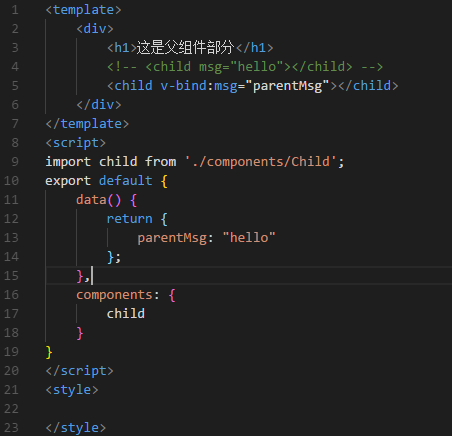 1 <template>
2     <div>
3         <h1>这是父组件部分</h1>
4         <!-- <child msg="hello"></child> -->
5         <child v-bind:msg="parentMsg"></child>
6     </div>
7 </template>
8 <script>
9 import child from './components/Child';
10 export default {
11     data() {
12         return {
13             parentMsg: "hello"
14         };
15     },
16     components: {
17         child
18     }
19 }
20 </script>
21 <style>
22
23 </style>